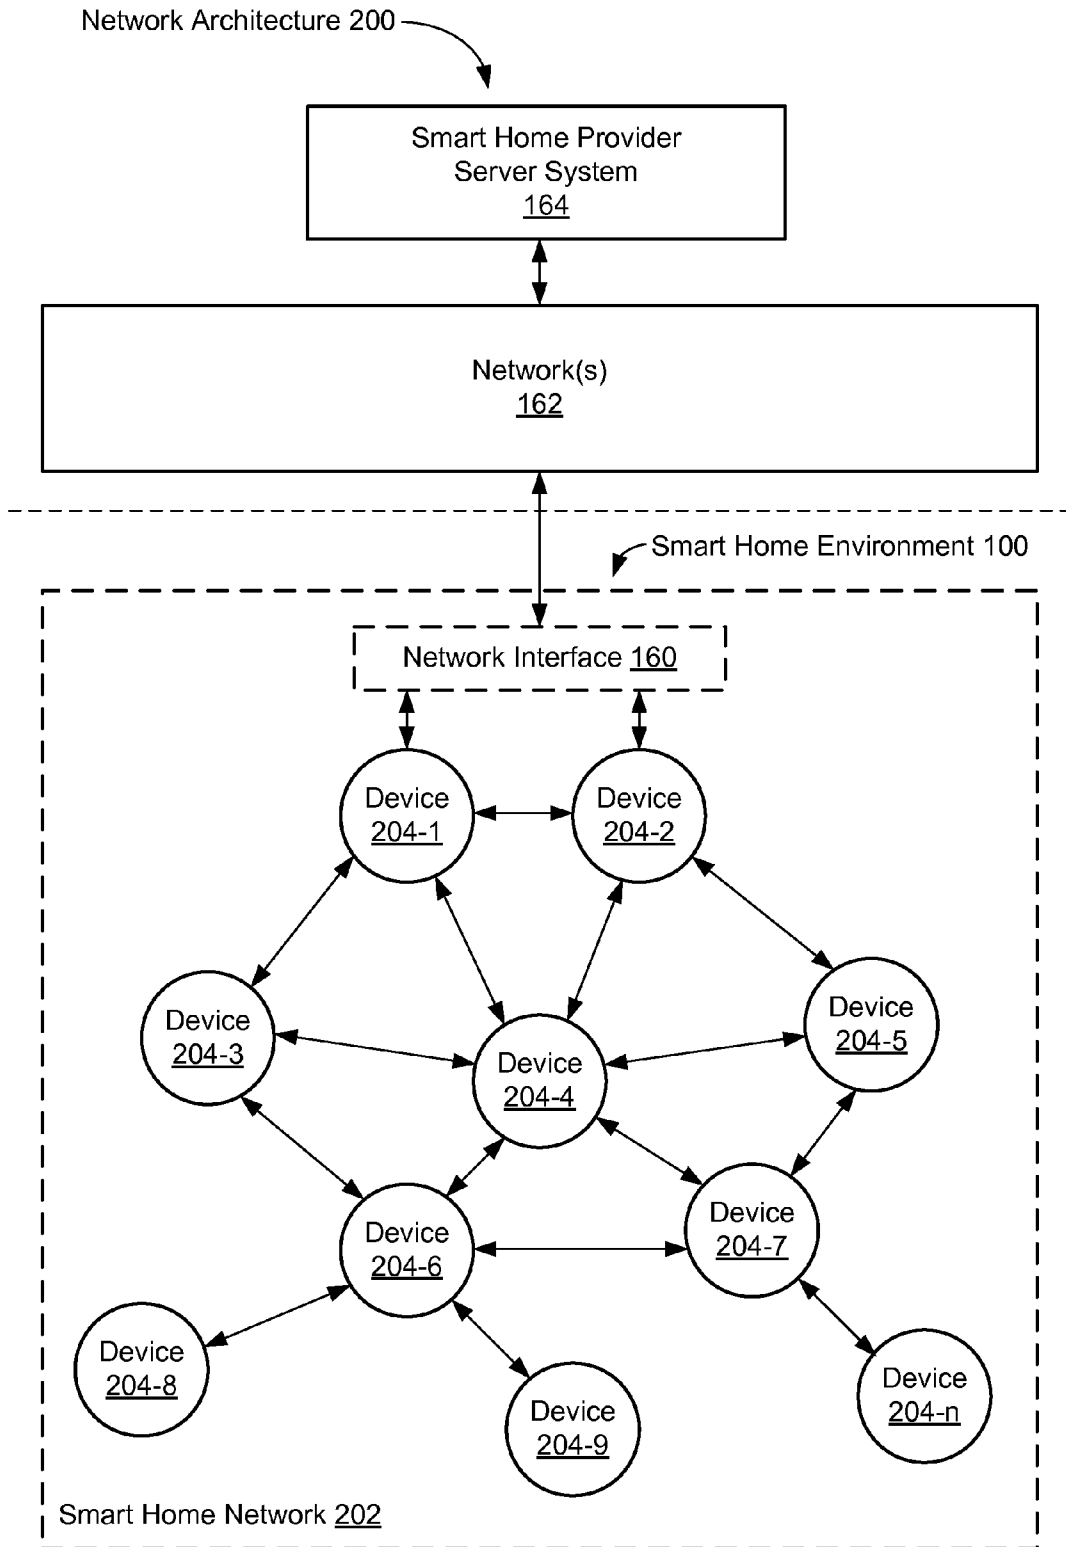 Network Architecture 200
Smart Home Provider
Server System
164
Network(s)
162
Smart Home Environment 100
Network Interface 160
Device
204-1
Device
204-2
Device
204-3
Device
204-4
Device
204-5
Device
204-6
Device
204-7
Device
204-8
Device
204-9
Device
204-n
Smart Home Network 202